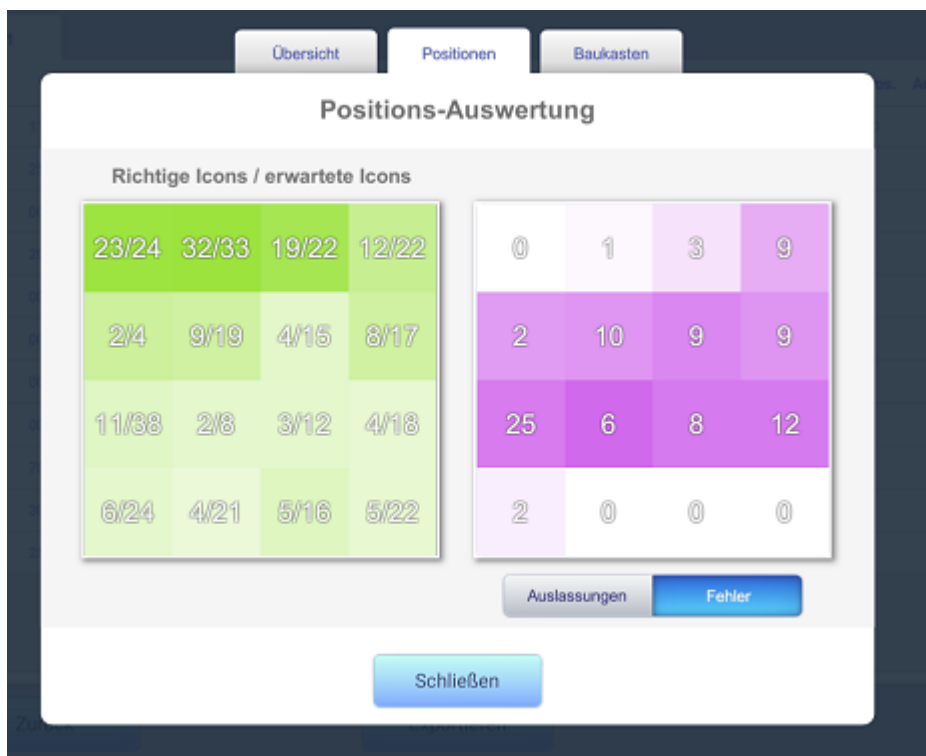 Übersicht
Positionen
Baukasten
Positions-Auswertung
Richtige Icons / erwartete Icons
23/24 32/33 19/22 12/22
0 1 3 9
2/4 9/19 4/15 8/17
2 10 9 9
11/38 2/8 3/12 4/18
25 6 8 12
6/24 4/21 5/16 5/22
2 0 0 0
Auslassungen
Fehler
Schließen
Zurück
Exportieren